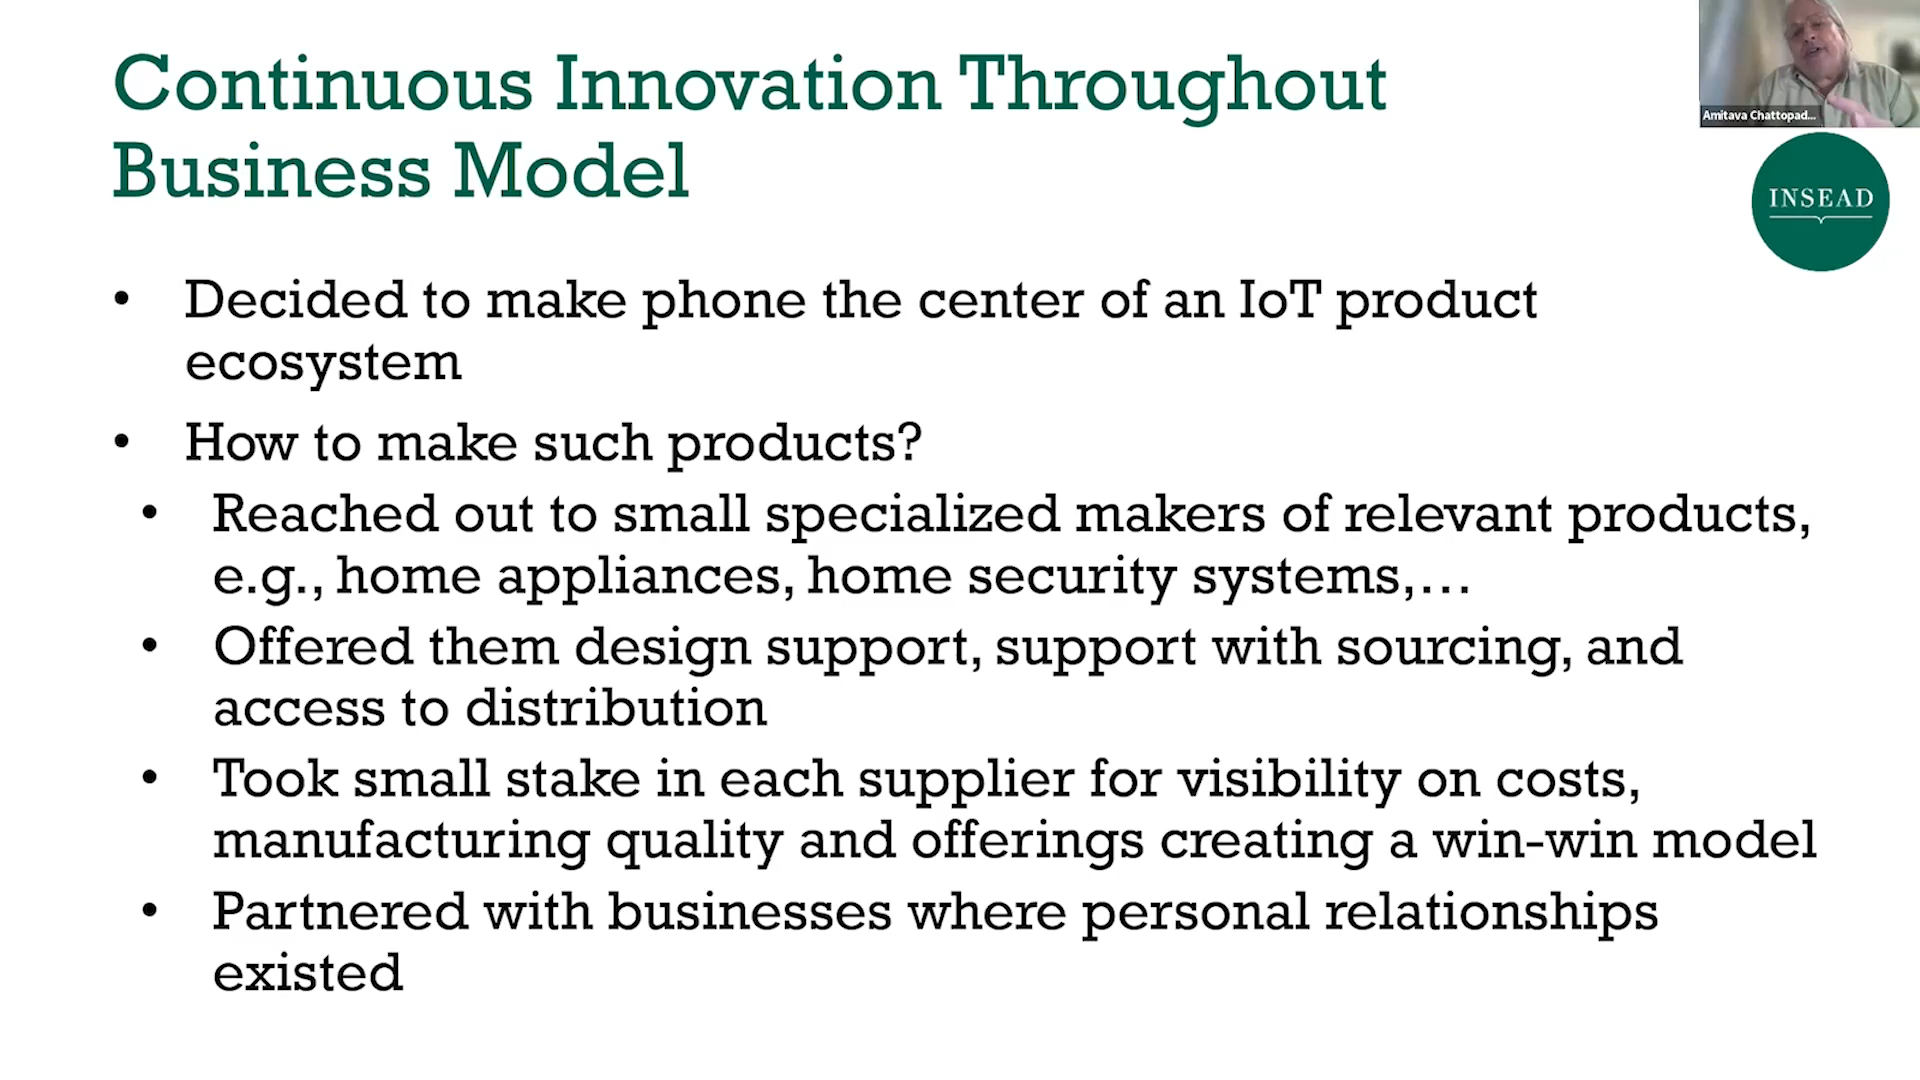 Continuous Innovation Throughout
Business Model
Amitava Chattopad...
INSEAD
• Decided to make phone the center of an IoT product
ecosystem
• How to make such products?
• Reached out to small specialized makers of relevant products,
e.g., home appliances, home security systems,...
• Offered them design support, support with sourcing, and
access to distribution
• Took small stake in each supplier for visibility on costs,
manufacturing quality and offerings creating a win-win model
• Partnered with businesses where personal relationships
existed